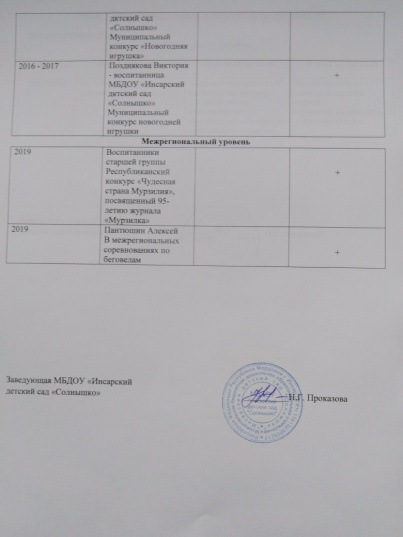 дятский сад
«Солнышко»
Муниципальный
конкурс «Новогодняя
игрушка»
2016 - 2017
Позднякова Виктория
- воспитанница
МБДОУ «Инсарский
дятский сад
«Солнышко»
Муниципальный
конкурс новогодней
игрушки
+
Межрегиональный уровень
2019
Воспитанники
старшей группы
Республиканский
конкурс «Чудесная
страна Мурзилия»,
посвященный 95-
летию журнала
«Мурзилка»
+
2019
Пантюшин Алексей
В межрегиональных
соревнованиях по
беговелам
+
Заведующая МБДОУ «Инсарский
детский сад «Солнышко»
Н.Г. Проказова